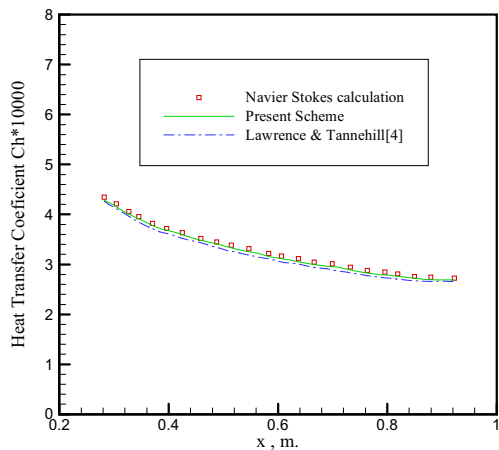 8
7
6
5
4
3
2
1
0
Heat Transfer Coeficient Ch*10000
Navier Stokes calculation
Present Scheme
Lawrence & Tannehill[4]
0.2
0.4
0.6
0.8
1
x , m.